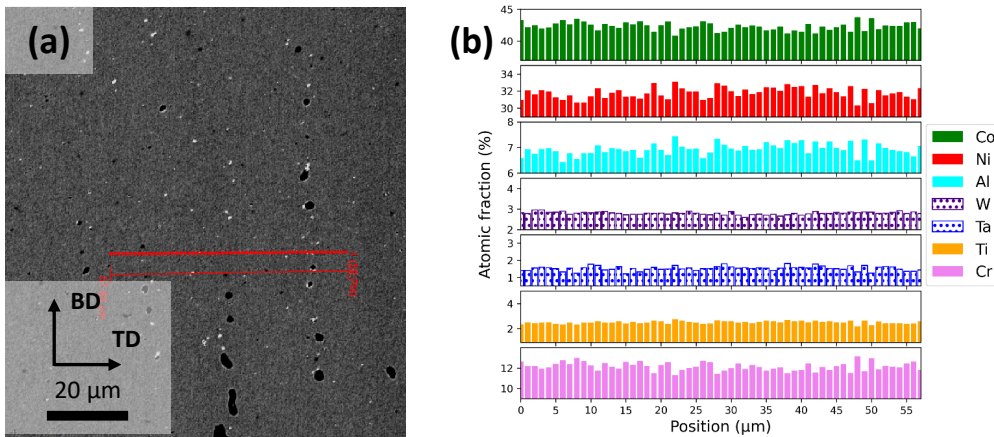 (a)
BD
TD
20 μm
(b)
Atomic fraction (%)
45
40
34
32
30
8
7
6
4
3
2
3
2
1
4
2
12
10
0 5 10 15 20 25 30 35 40 45 50 55
Position (μm)
Co
Ni
Al
W
Ta
Ti
Cr